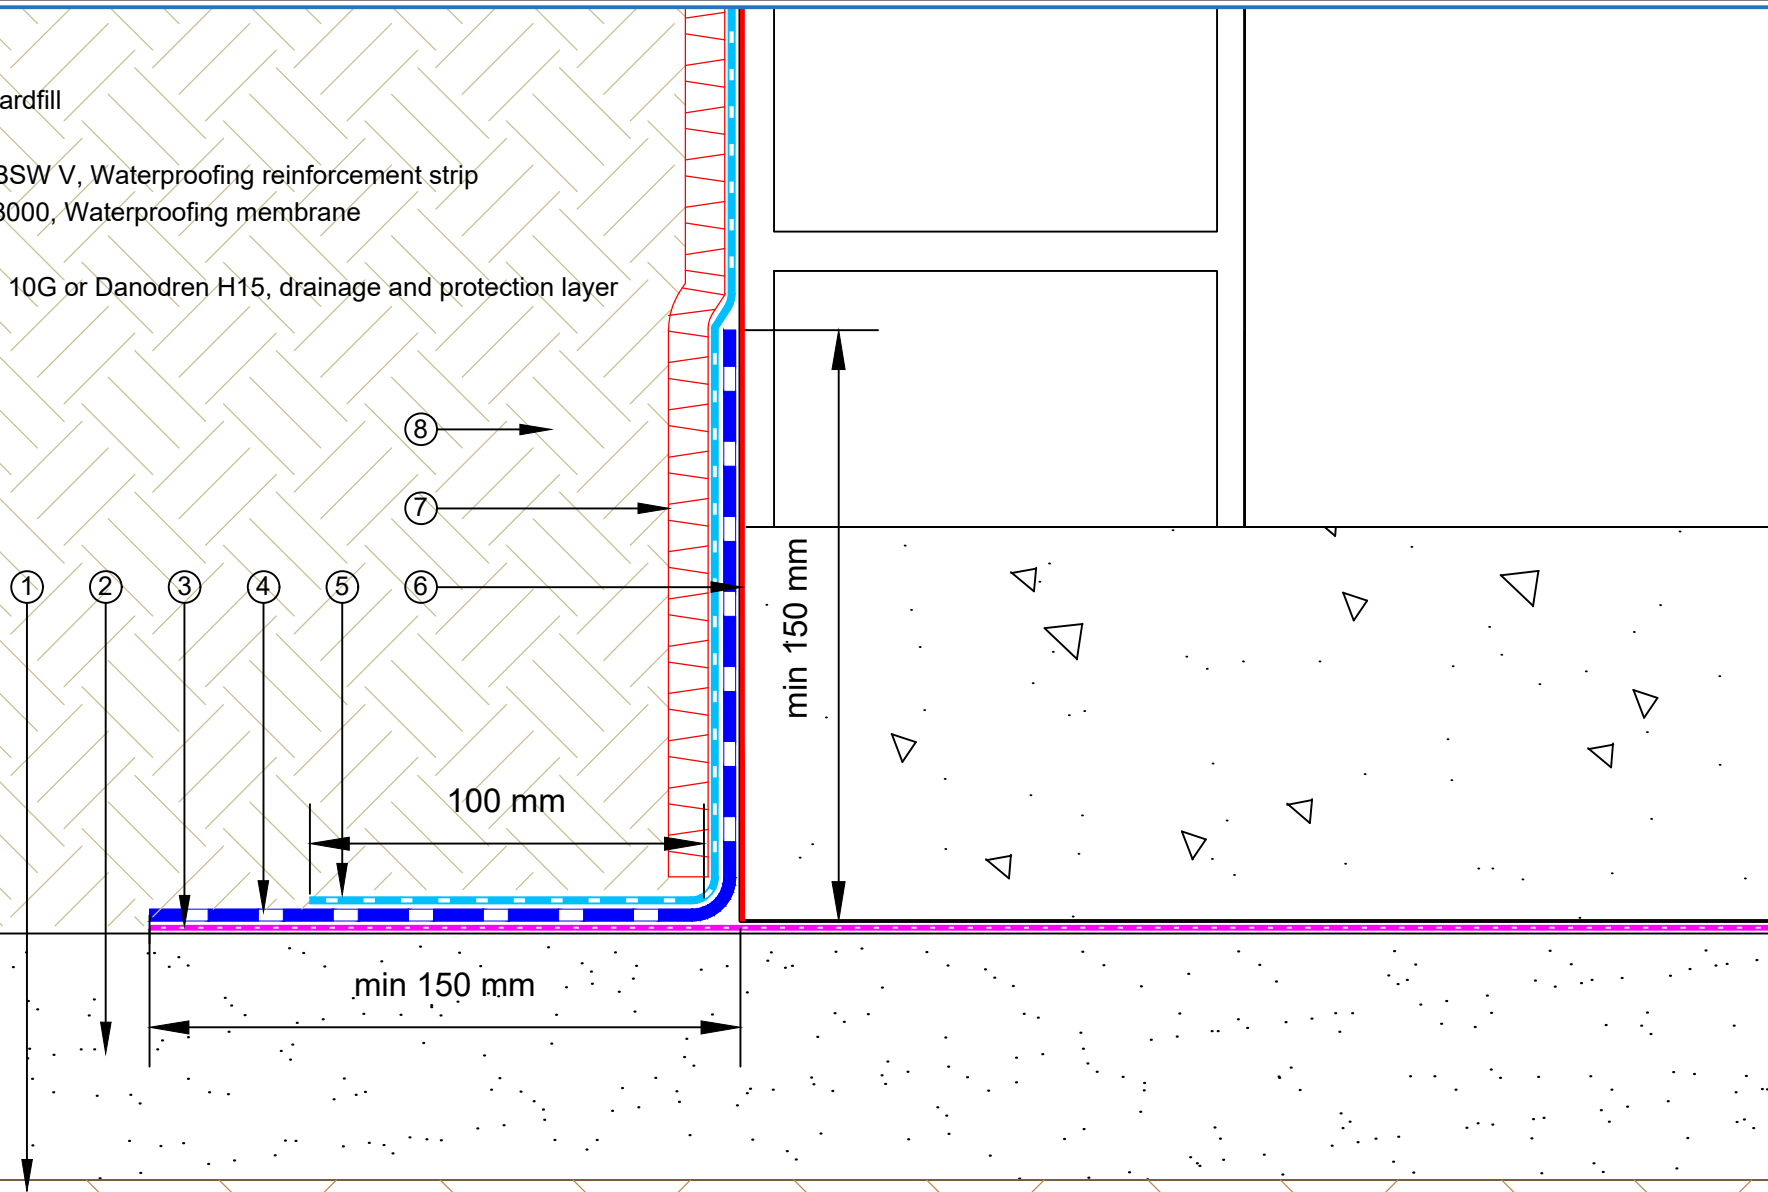 ardfill
BSW V, Waterproofing reinforcement strip
3000, Waterproofing membrane
10G or Danodren H15, drainage and protection layer
8
7
1 2 3 4 5 6
min 150 mm
100 mm
min 150 mm